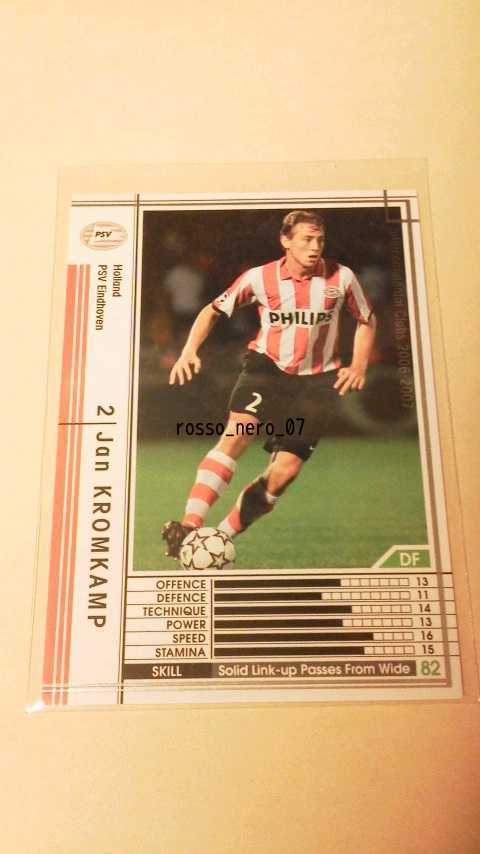 PSV
Holland
PSV Eindhoven
2 Jan KROMKAMP
Clubs 2006-2007
PHILIPS
2
rosso_nero_07
DF
OFFENCE 13
DEFENCE 11
TECHNIQUE 14
POWER 13
SPEED 16
STAMINA 15
SKILL Solid Link-up Passes From Wide 82